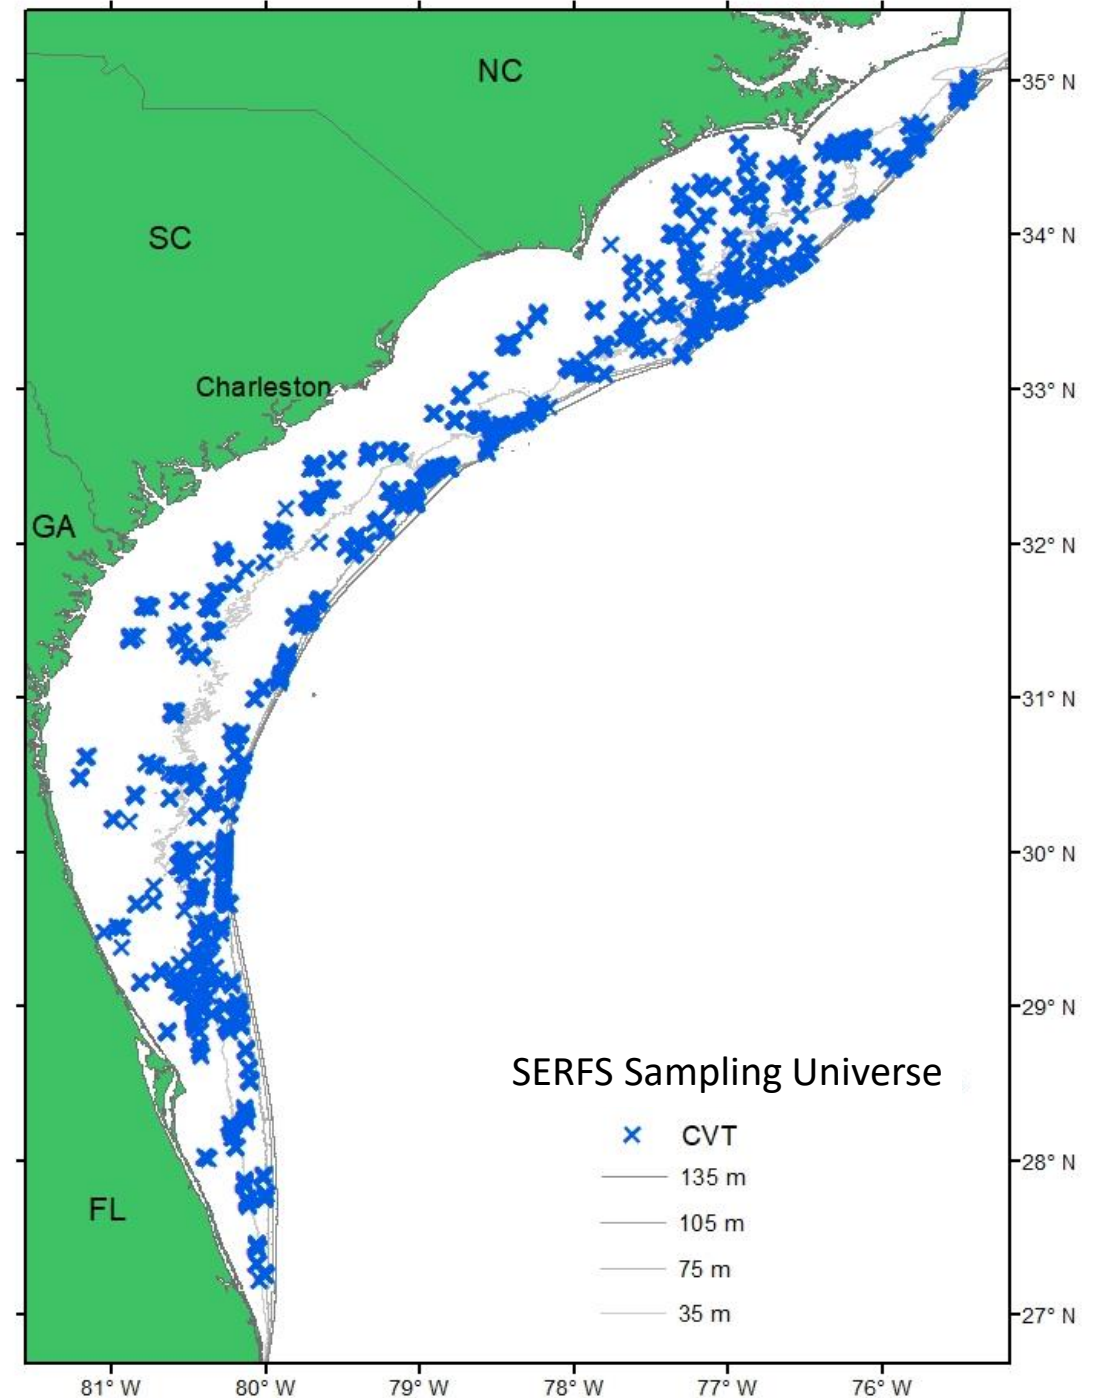 NC
35° N
34° N
SC
33° N
Charleston
GA
32° N
31° N
30° N
29° N
SERFS Sampling Universe
CVT
135 m
28° N
FL
105 m
75 m
35 m
27° N
81° W 80° W 79° W 78° W 77° W 76° W